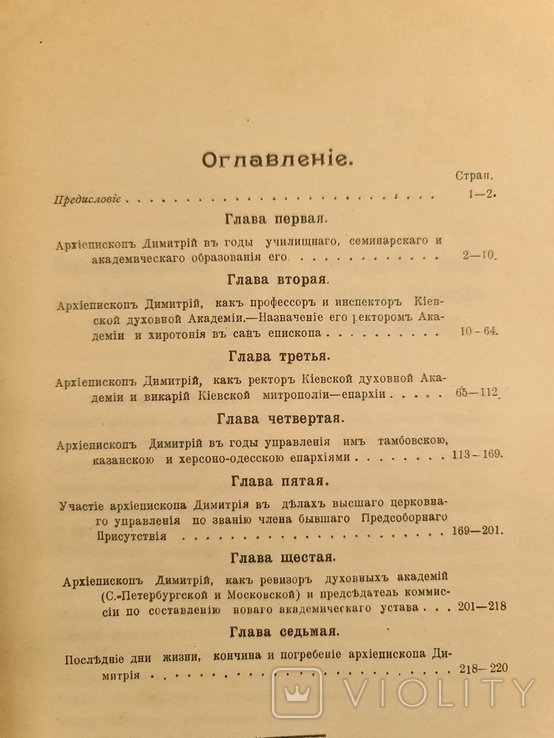 Оглавленіе.
Стран.
Предисловіе . . . . . . . . . . . . . . . . . . . . . . . 1—2.
Глава первая.
Архіепископъ Димитрій въ годы училищнаго, семинарскаго и
академическаго образованія его . . . . . . . . . . . . 2—10.
Глава вторая.
Архіепископъ Димитрій, какъ профессоръ и инспекторъ Кіев-
ской духовной Академіи.—Назначеніе его ректоромъ Ака-
деміи и хиротонія въ санъ епископа . . . . . . . . . 10—64.
Глава третья.
Архіепископъ Димитрій, какъ ректоръ Кіевской духовной Ака-
деміи и викарій Кіевской митрополіи—епархіи . . . . . 65—112.
Глава четвертая.
Архіепископъ Димитрій въ годы управленія имъ тамбовскою,
казанскою и херсоно-одесскою епархіями . . . . . . . . 113—169.
Глава пятая.
Участіе архіепископа Димитрія въ дѣлахъ высшаго церковна-
го управленія по званію члена бывшаго Предсоборнаго
Присутствія . . . . . . . . . . . . . . . . . . . . 169—201.
Глава щестая.
Архіепископъ Димитрій, какъ ревизоръ духовныхъ академій
(С.-Петербургской и Московской) и предсѣдатель коммис-
сіи по составленію новаго академическаго устава . . . 201—218
Глава седьмая.
Послѣдніе дни жизни, кончина и погребеніе архіепископа Ди-
митрія . . . . . . . . . . . . . . . . . . . . . . 218—220
VIOLITY